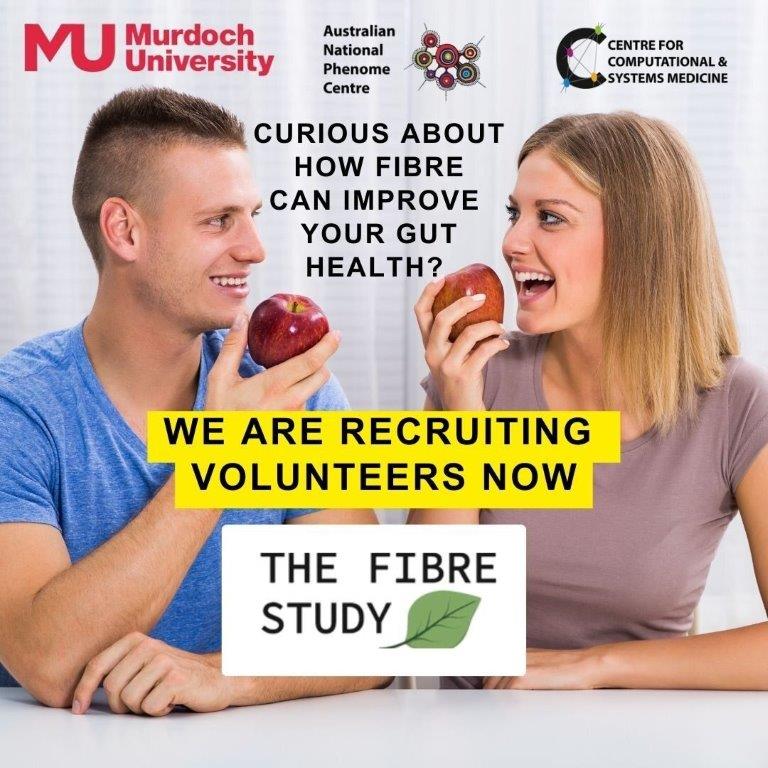 MU Murdoch
University
Australian
National
Phenome
Centre
CENTRE FOR
COMPUTATIONAL &
SYSTEMS MEDICINE
CURIOUS ABOUT
HOW FIBRE
CAN IMPROVE
YOUR GUT
HEALTH?
WE ARE RECRUITING
VOLUNTEERS NOW
THE FIBRE
STUDY